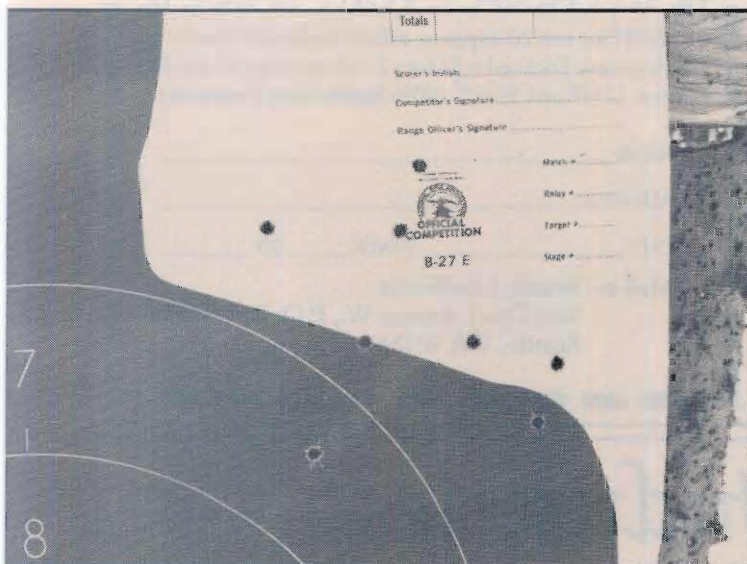 Totals
Scorer's Initials
Competitor's Signature
Range Officer's Signature
Match #
Relay #
OFFICIAL
COMPETITION
Target #
B-27 E
Stage #
7
8